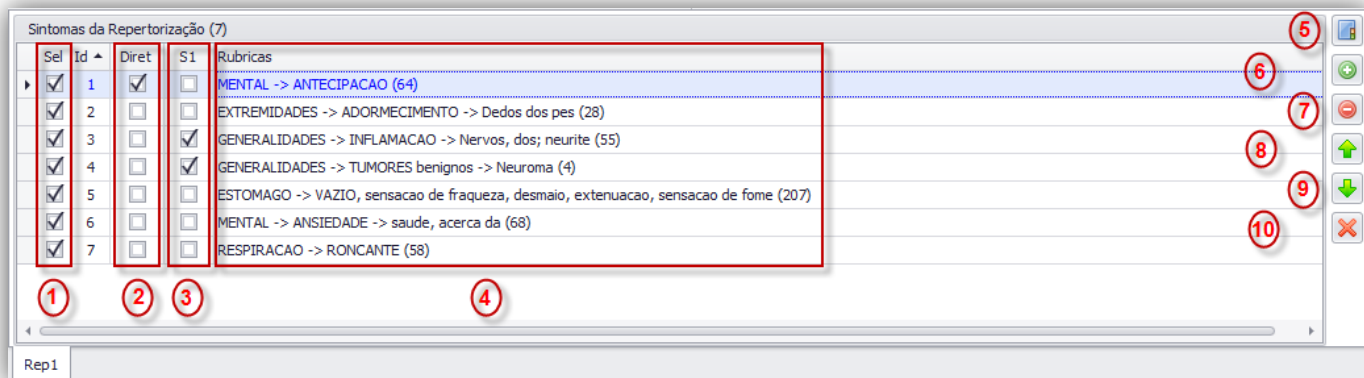 Sintomas da Repertorização (7)
5
Sel Id Diret S1 Rubricas
6
1 MENTAL -> ANTECIPACAO (64)
2 EXTREMIDADES -> ADORMECIMENTO -> Dedos dos pes (28)
7
3 GENERALIDADES -> INFLAMACAO -> Nervos, dos; neurite (55)
8
4 GENERALIDADES -> TUMORES benignos -> Neuroma (4)
5 ESTOMAGO -> VAZIO, sensacao de fraqueza, desmaio, extenuacao, sensacao de fome (207)
9
6 MENTAL -> ANSIEDADE -> saude, acerca da (68)
10
7 RESPIRACAO -> RONCANTE (58)
1 2 3 4
Rep1